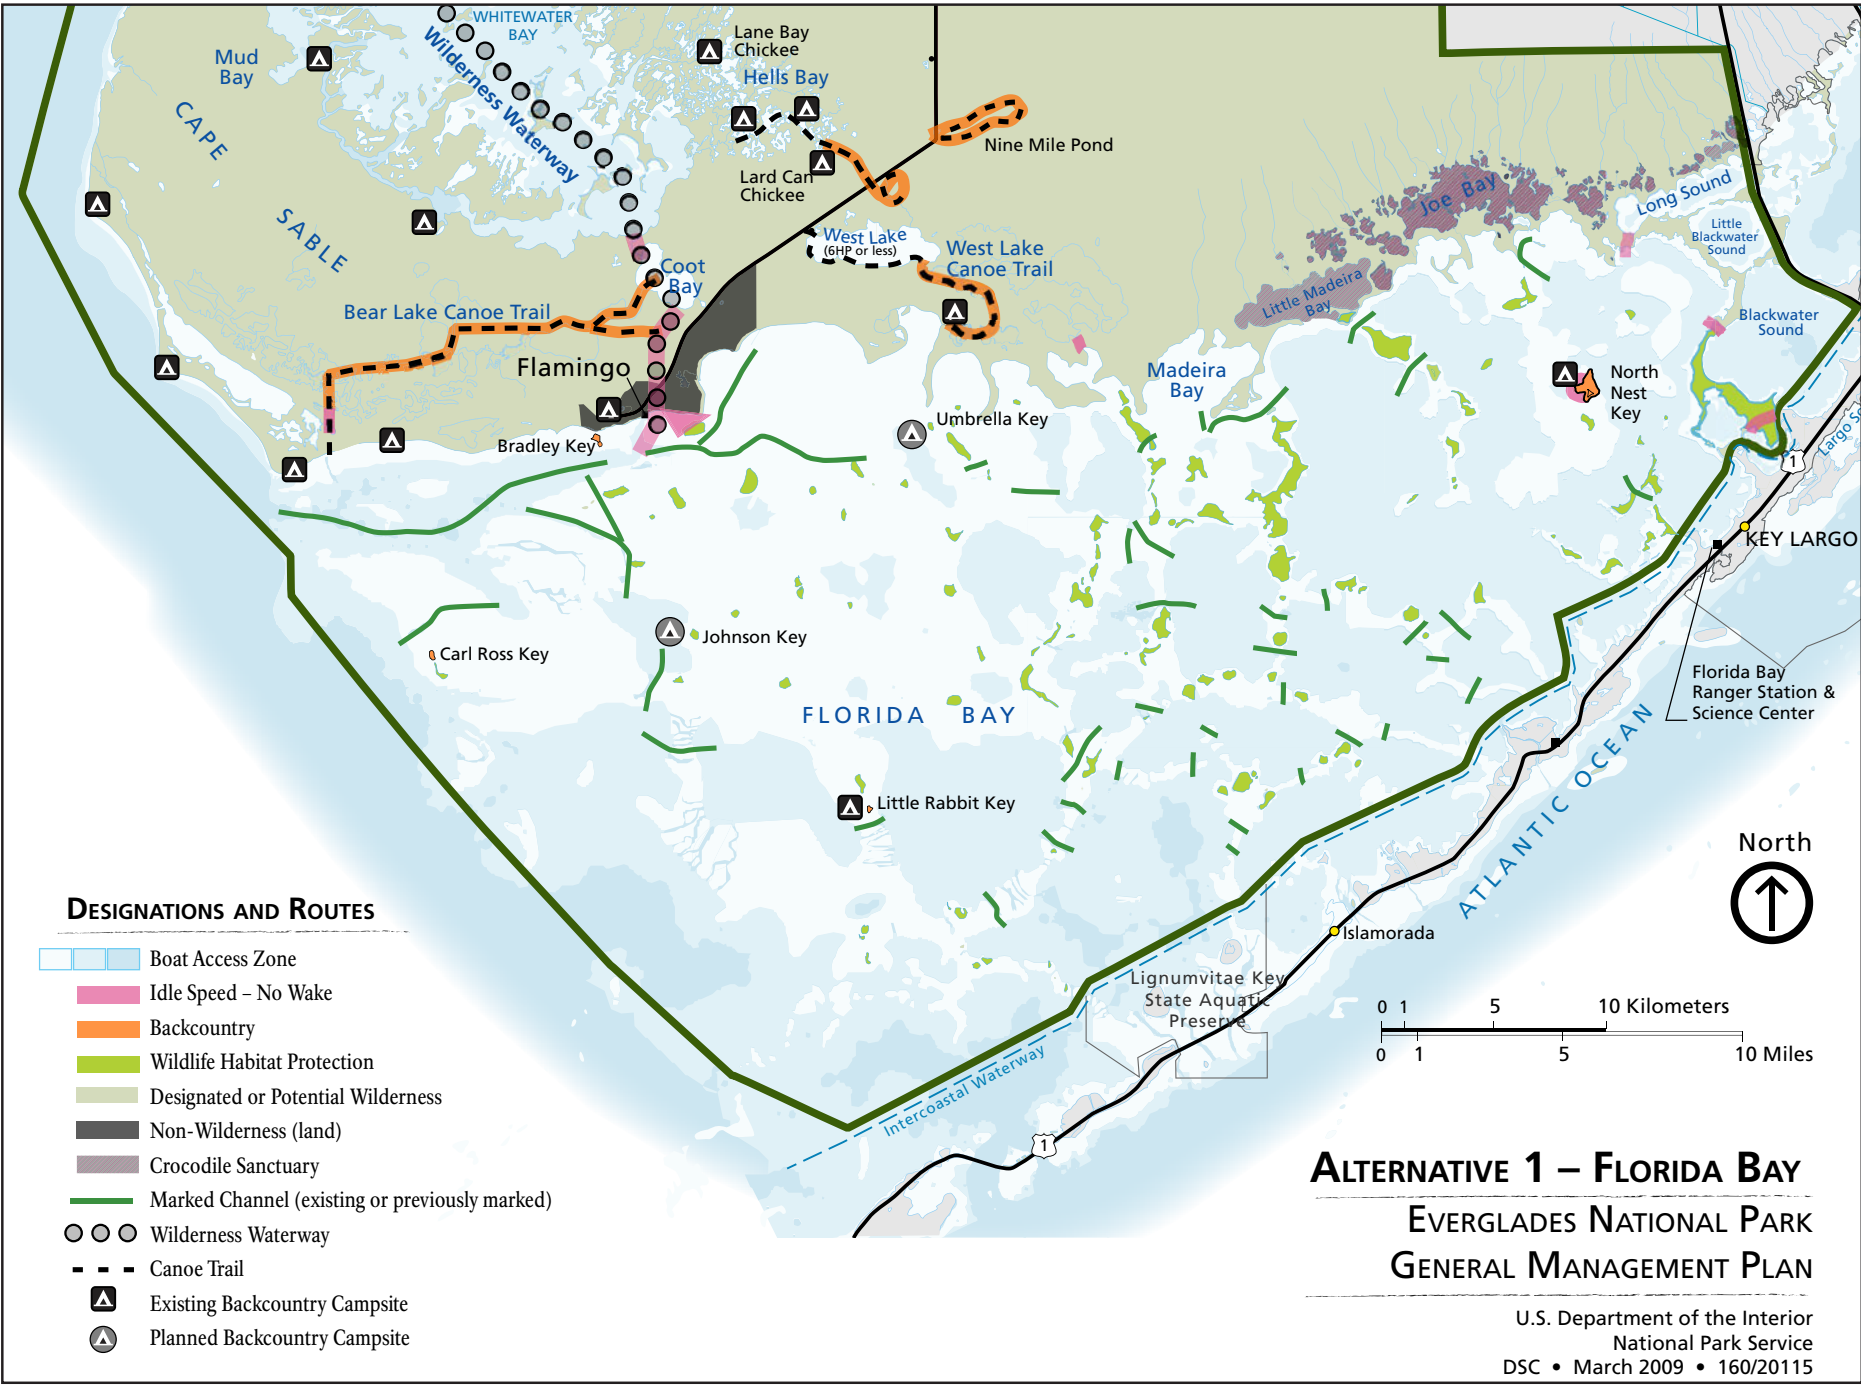 WHITEWATER
BAY
Wilderness Waterway
Mud
Bay
CAPE
SABLE
Lane Bay
Chickee
Hells Bay
Lard Can
Chickee
Nine Mile Pond
West Lake
(6HP or less)
West Lake
Canoe Trail
Coot
Bay
Bear Lake Canoe Trail
Flamingo
Bradley Key
Joe Bay
Long Sound
Little
Blackwater
Sound
Little Madeira
Bay
Blackwater
Sound
Madeira
Bay
North
Nest
Key
Umbrella Key
1
KEY LARGO
Johnson Key
Carl Ross Key
FLORIDA BAY
Florida Bay
Ranger Station &
Science Center
Little Rabbit Key
ATLANTIC OCEAN
North
Islamorada
Lignumvitae Key
State Aquatic
Preserve
Intercoastal Waterway
1
DESIGNATIONS AND ROUTES
Boat Access Zone
Idle Speed – No Wake
Backcountry
Wildlife Habitat Protection
Designated or Potential Wilderness
Non-Wilderness (land)
Crocodile Sanctuary
Marked Channel (existing or previously marked)
Wilderness Waterway
Canoe Trail
Existing Backcountry Campsite
Planned Backcountry Campsite
0 1 5 10 Kilometers
0 1 5 10 Miles
ALTERNATIVE 1 – FLORIDA BAY
EVERGLADES NATIONAL PARK
GENERAL MANAGEMENT PLAN
U.S. Department of the Interior
National Park Service
DSC • March 2009 • 160/20115
Largo